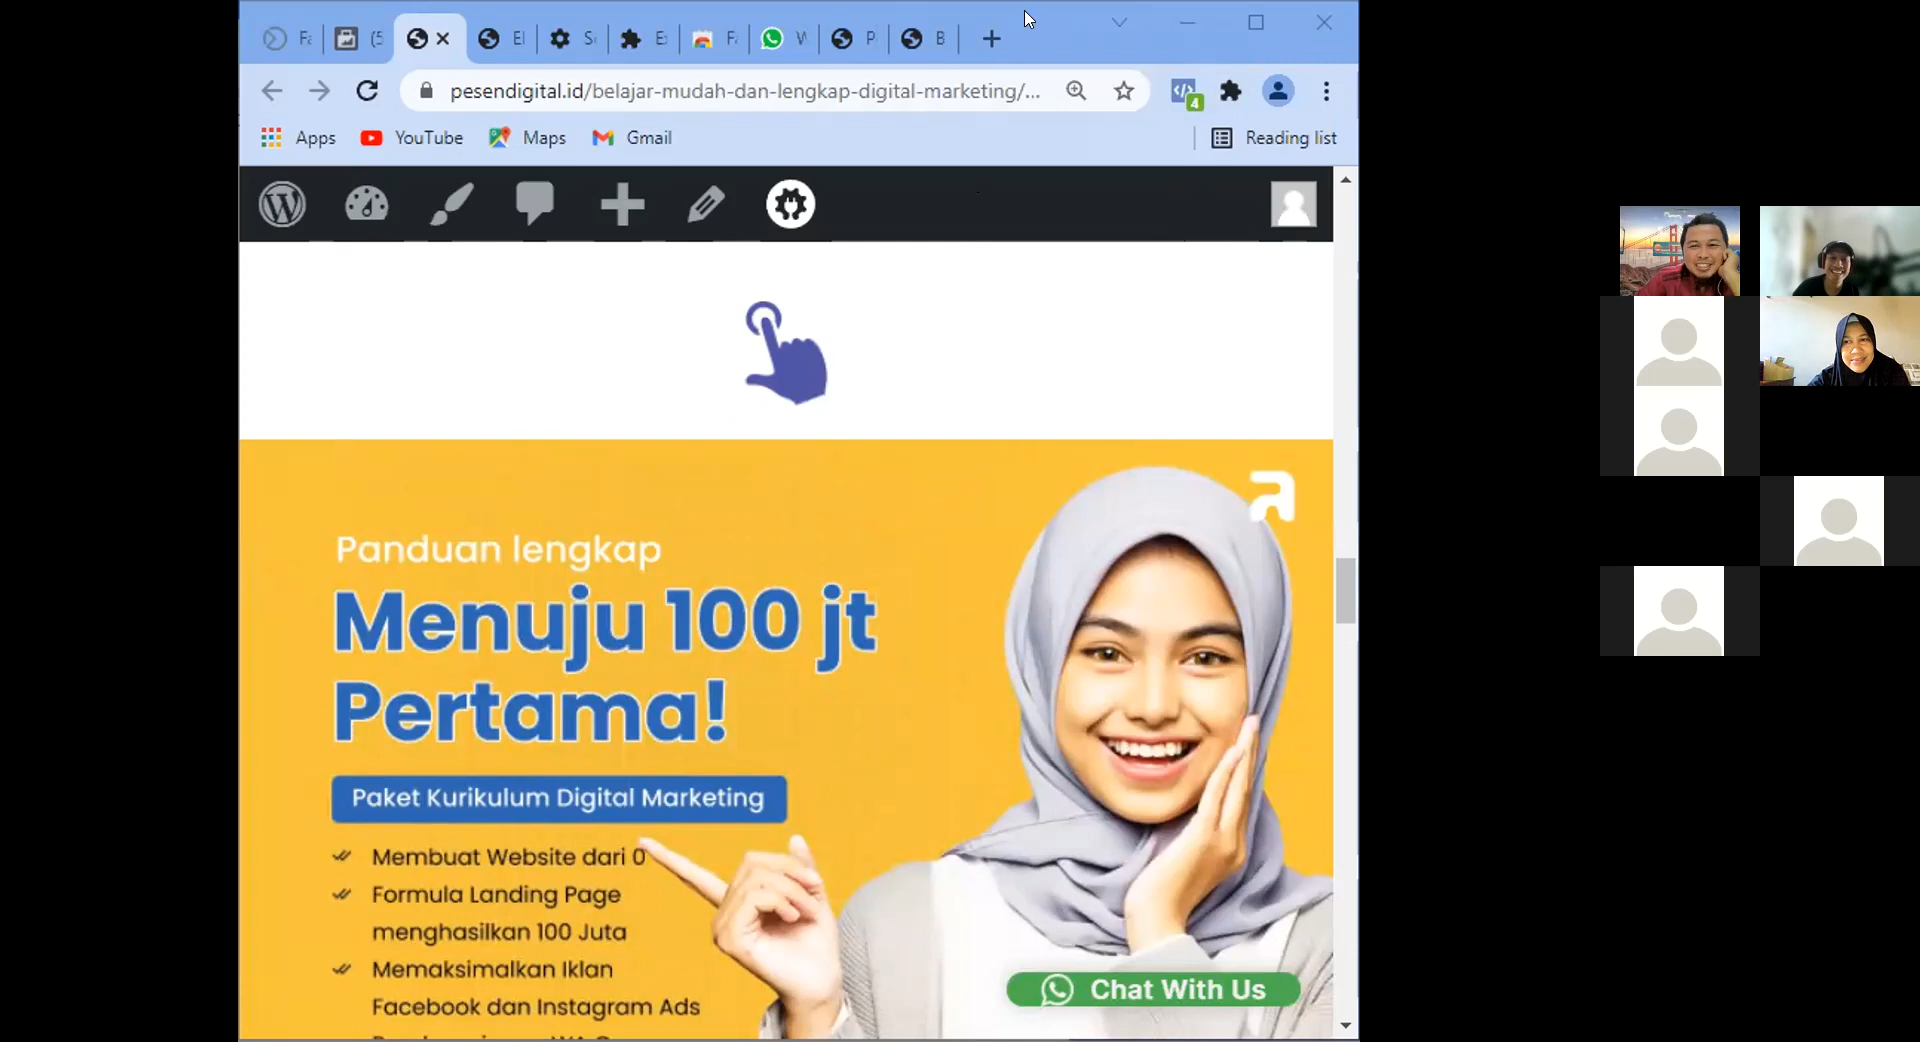 pesendigital.id/belajar-mudah-dan-lengkap-digital-marketing/...
4
Apps
YouTube
Maps
Gmail
Reading list
Panduan lengkap
Menuju 100 jt
Pertama!
Paket Kurikulum Digital Marketing
Membuat Website dari 0
Formula Landing Page
menghasilkan 100 Juta
Memaksimalkan Iklan
Facebook dan Instagram Ads
Chat With Us